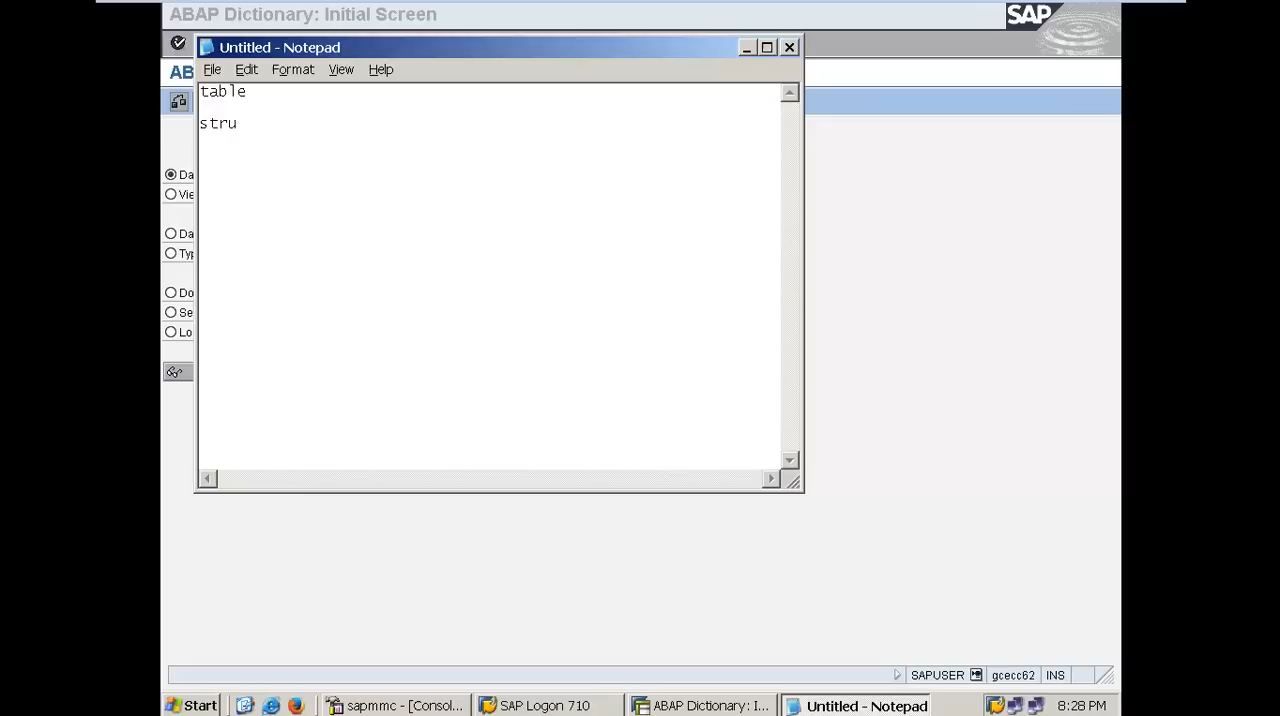 ABAP Dictionary: Initial Screen
SAP
Untitled - Notepad
AB
File Edit Format View Help
table
stru
Da
Vie
Da
Typ
Do
Se
Lo
SAPUSER gcecc62 INS
Start sapmmc - [Consol... SAP Logon 710 ABAP Dictionary: I... Untitled - Notepad 8:28 PM